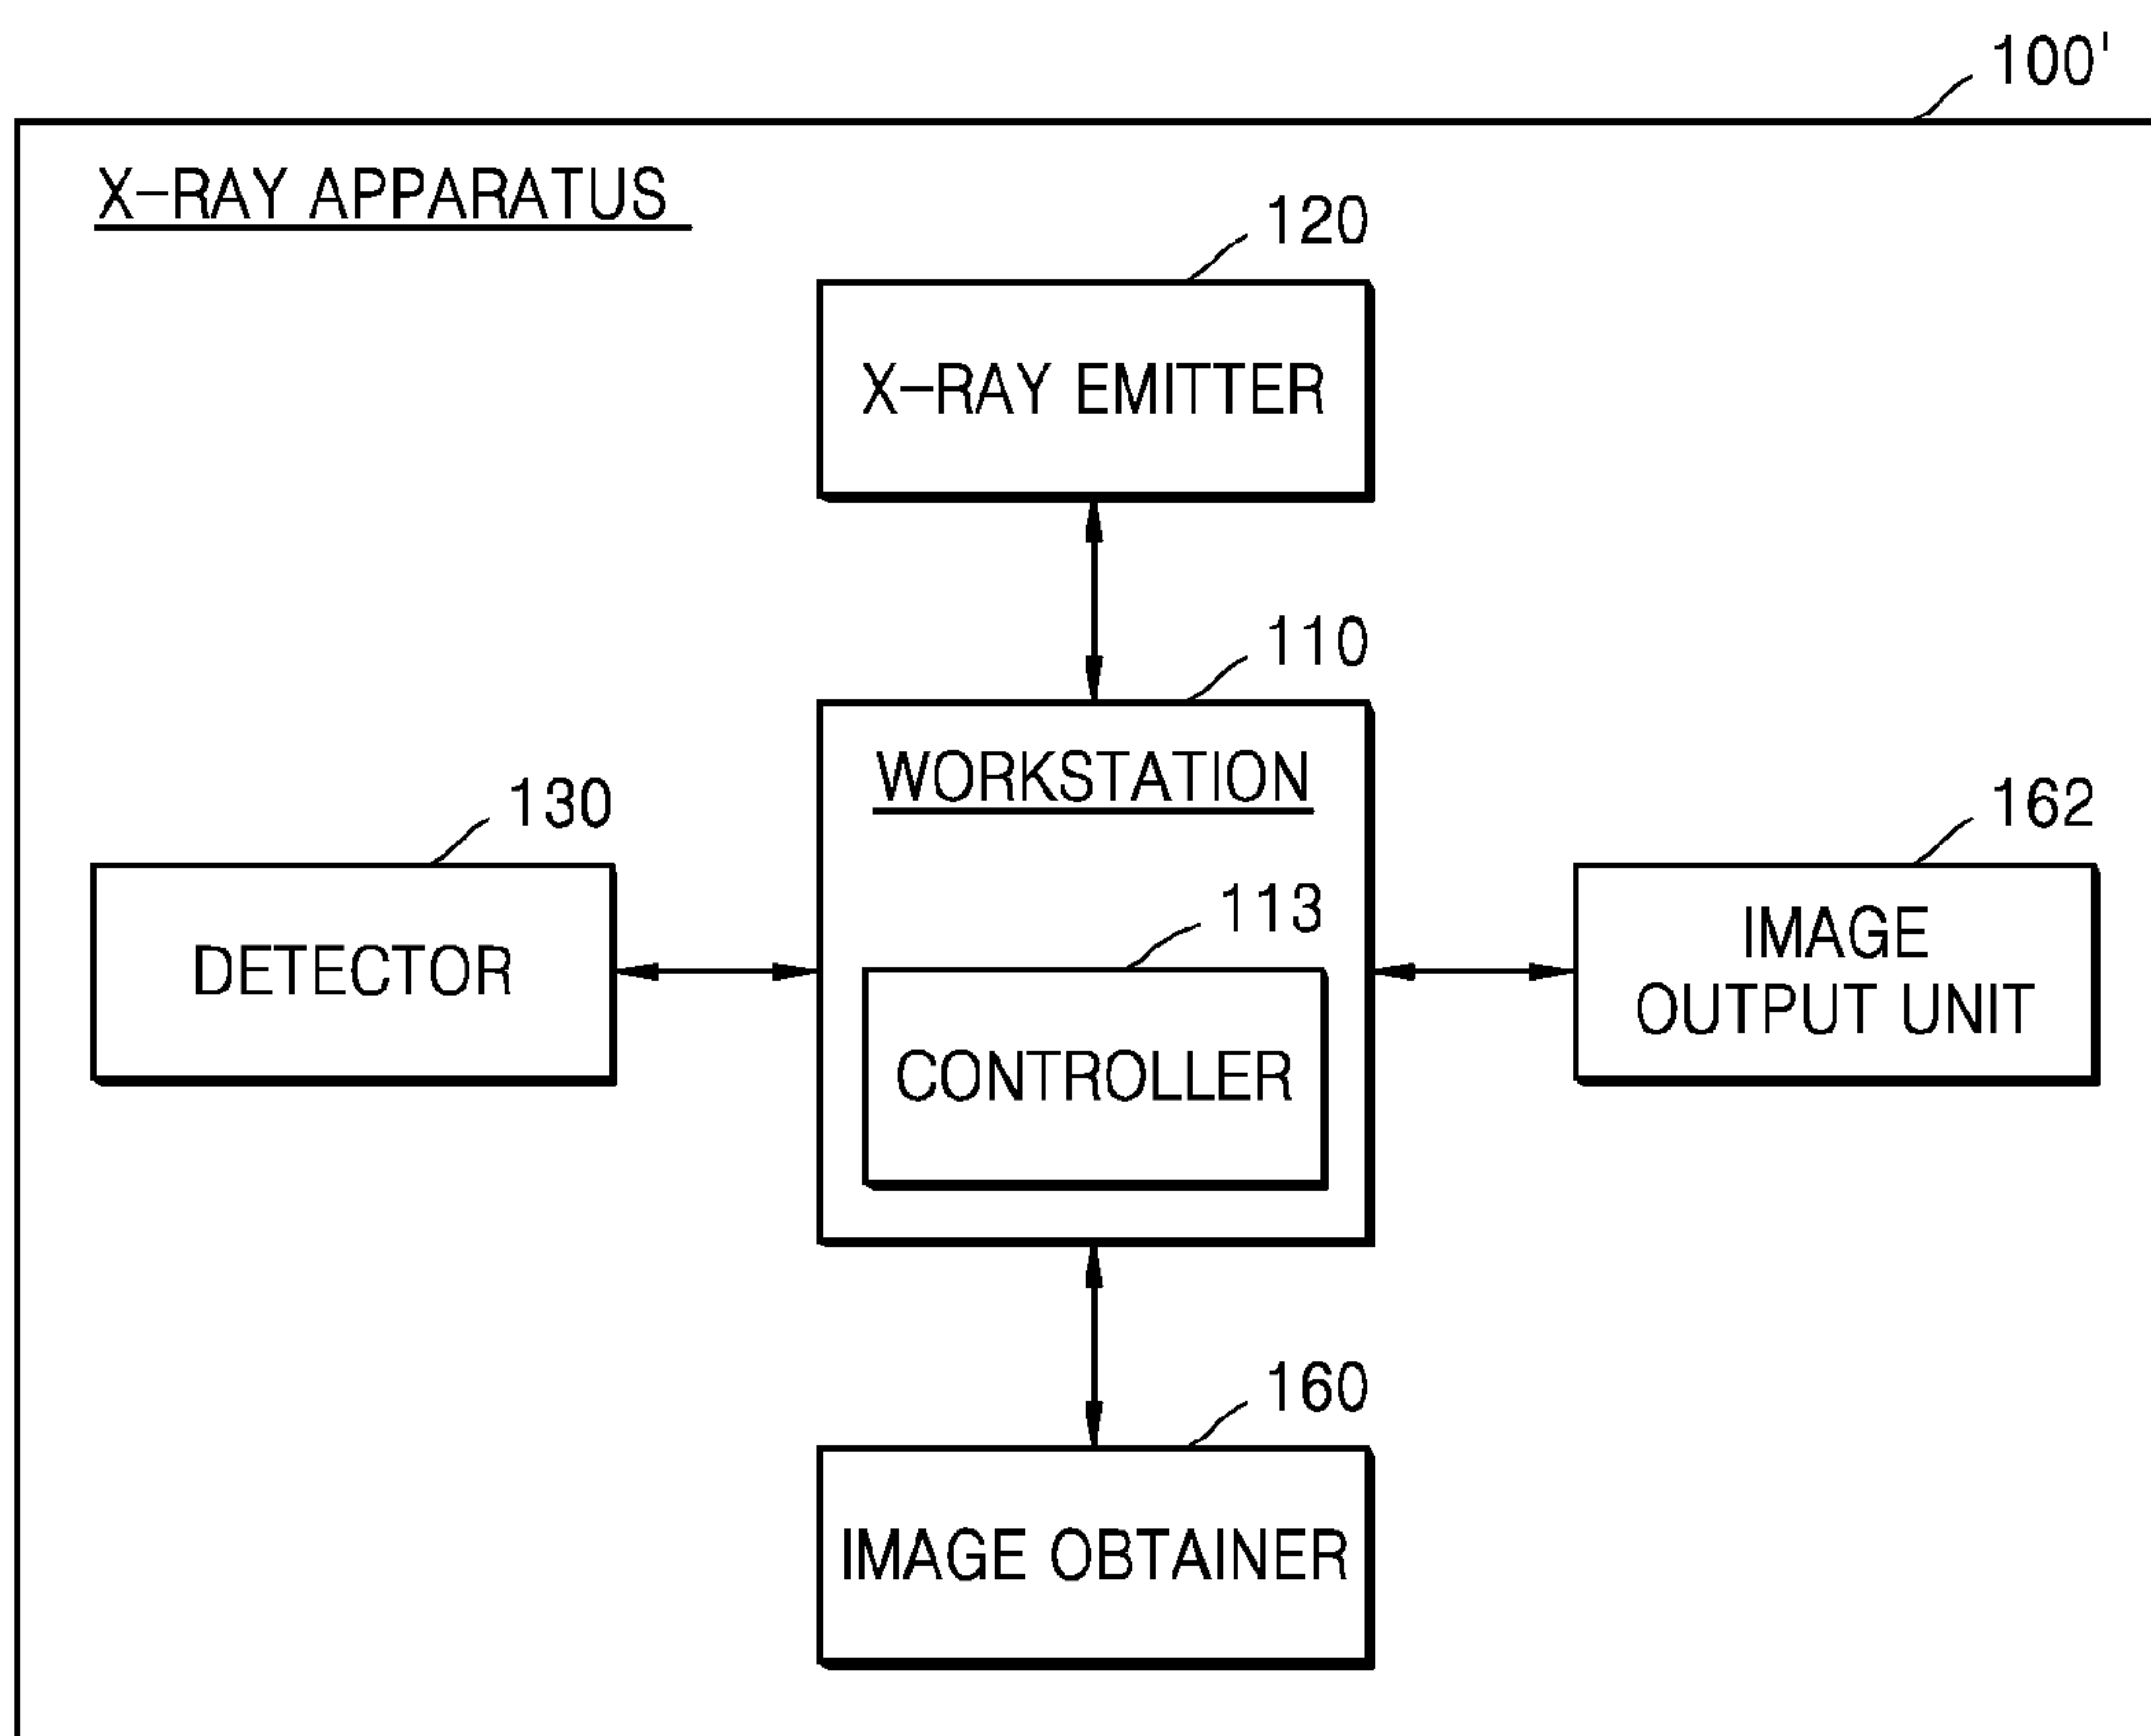 100'
X-RAY APPARATUS
120
X-RAY EMITTER
110
WORKSTATION
130
162
113
DETECTOR
IMAGE
OUTPUT UNIT
CONTROLLER
160
IMAGE OBTAINER